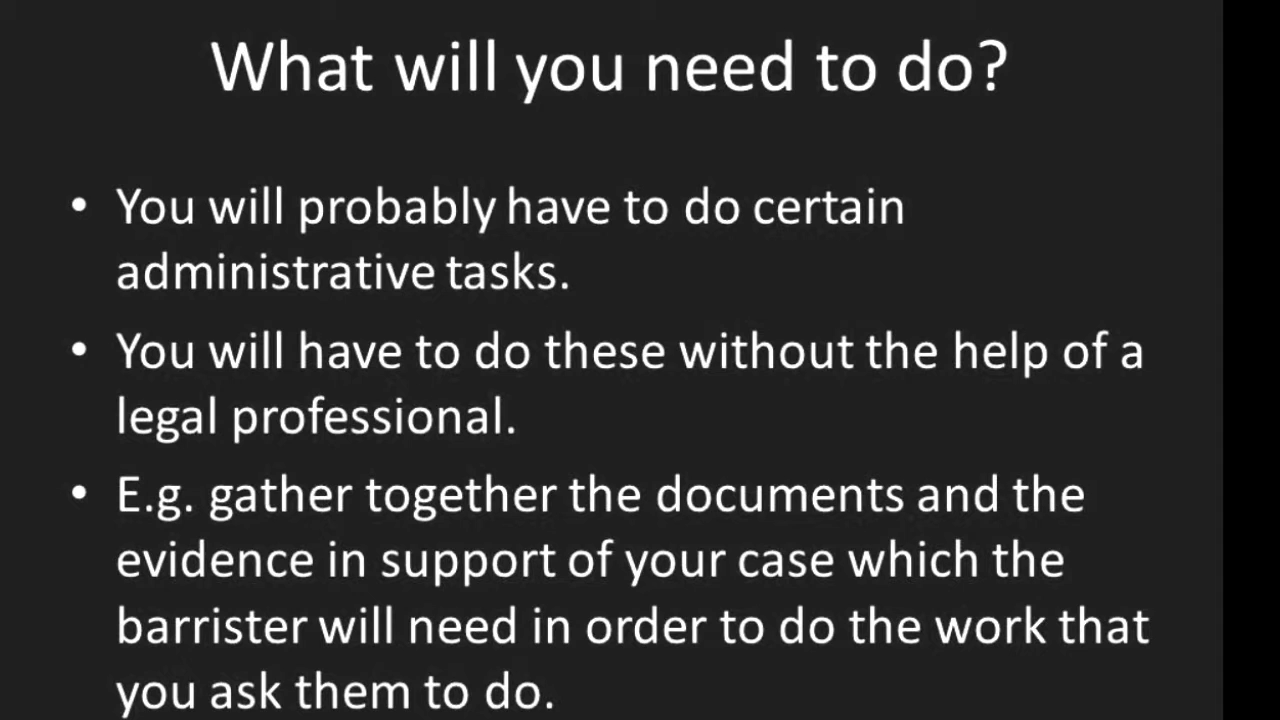 What will you need to do?
• You will probably have to do certain
administrative tasks.
• You will have to do these without the help of a
legal professional.
• E.g. gather together the documents and the
evidence in support of your case which the
barrister will need in order to do the work that
you ask them to do.